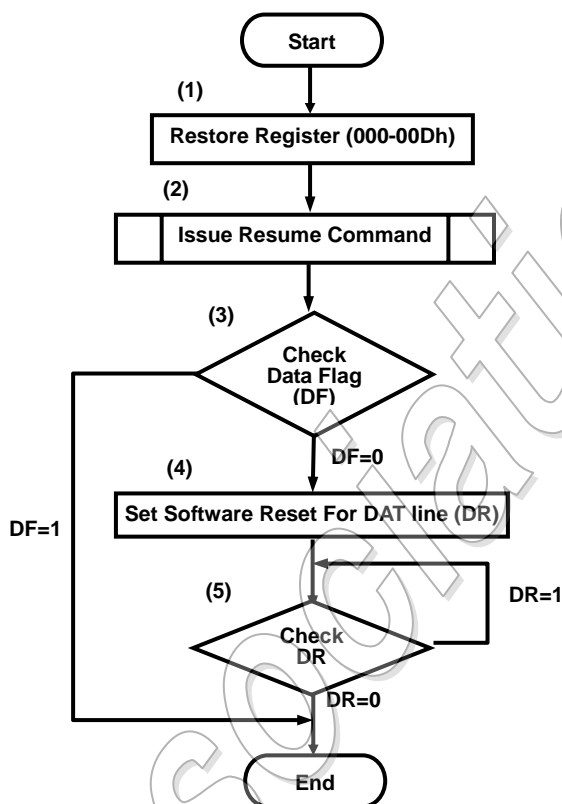 Start
(1)
Restore Register (000-00Dh)
(2)
Issue Resume Command
(3)
Check
Data Flag
(DF)
DF=0
(4)
Set Software Reset For DAT line (DR)
DF=1
(5)
DR=1
Check
DR
DR=0
End